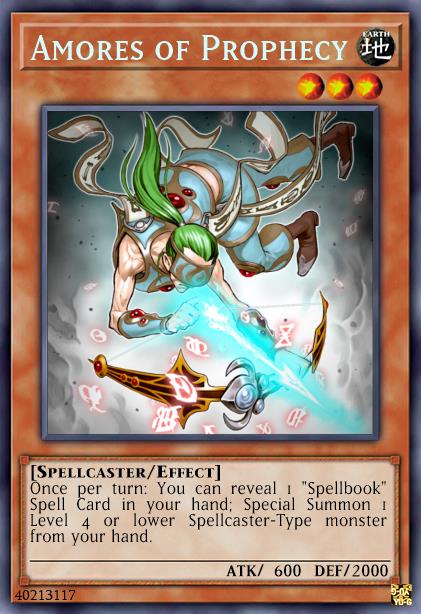 AMORES OF PROPHECY
EARTH
地
[SPELLCASTER/EFFECT]
Once per turn: You can reveal 1 "Spellbook"
Spell Card in your hand; Special Summon 1
Level 4 or lower Spellcaster-Type monster
from your hand.
ATK/ 600 DEF/2000
40213117